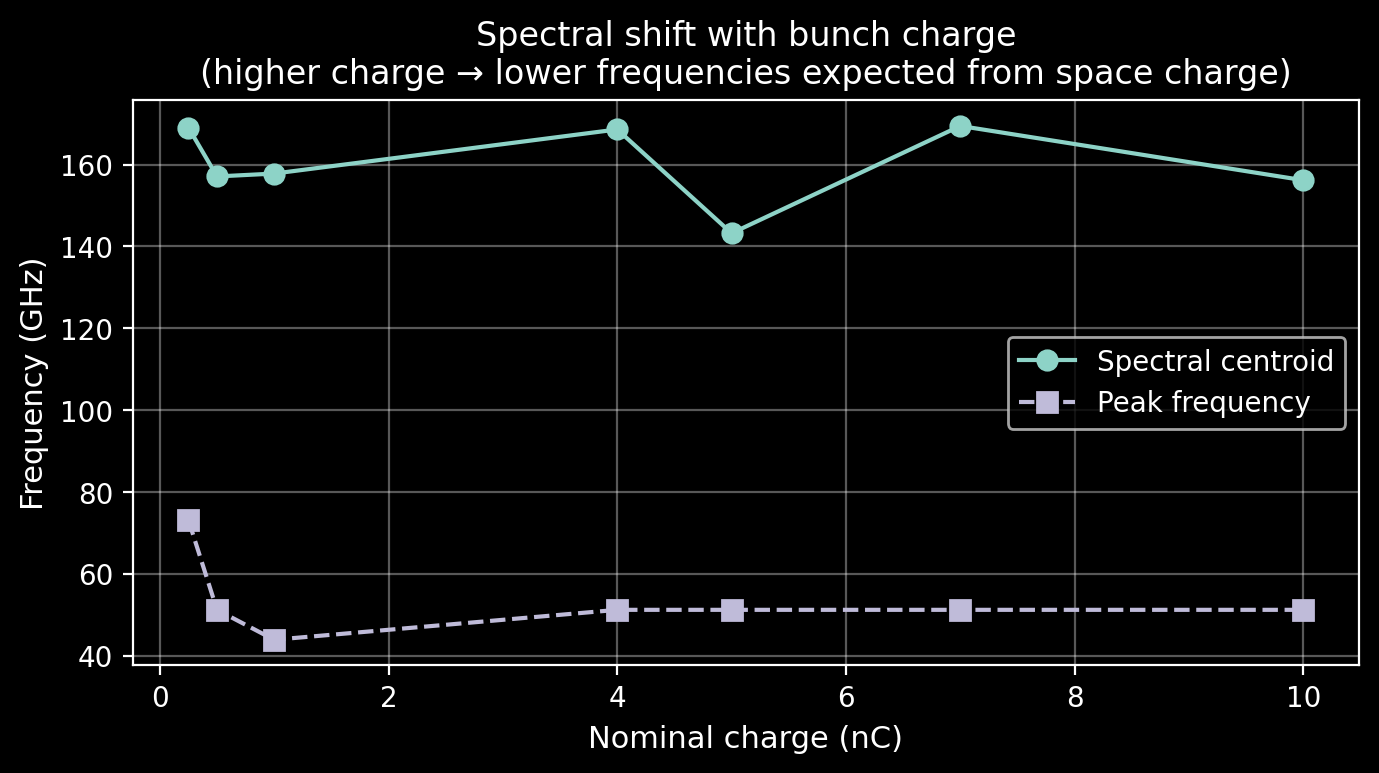 Spectral shift with bunch charge
(higher charge → lower frequencies expected from space charge)
Frequency (GHz)
160
140
120
100
80
60
40
Spectral centroid
Peak frequency
0 2 4 6 8 10
Nominal charge (nC)